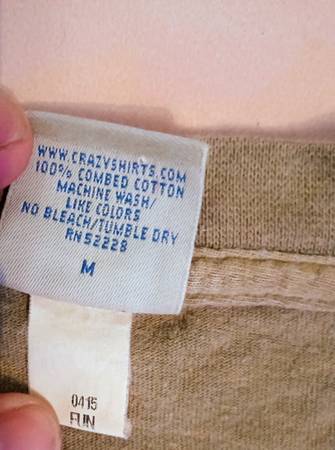 WWW.CRAZYSHIRTS.COM
100% COMBED COTTON
MACHINE WASH/
LIKE COLORS
NO BLEACH/TUMBLE DRY
RN52228
M
0415
FUN